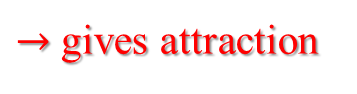 → gives attraction